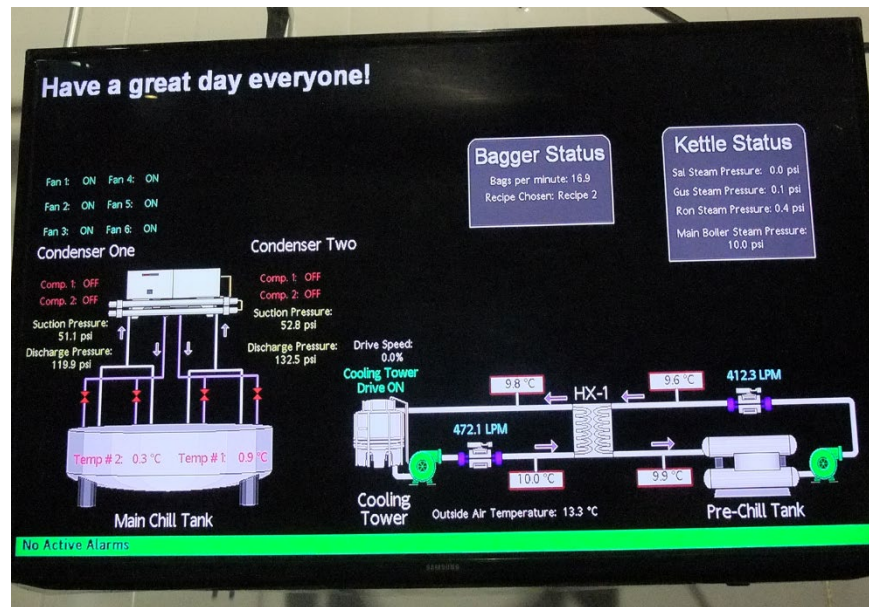 Have a great day everyone!
Bagger Status
Bags per minute: 16.9
Recipe Chosen: Recipe 2
Kettle Status
Sal Steam Pressure: 0.0 psi
Gus Steam Pressure: 0.1 psi
Ron Steam Pressure: 0.4 psi
Main Boiler Steam Pressure:
10.0 psi
Fan 1: ON Fan 4: ON
Fan 2: ON Fan 5: ON
Fan 3: ON Fan 6: ON
Condenser One
Comp. 1: OFF
Comp. 2: OFF
Suction Pressure:
51.1 psi
Discharge Pressure:
119.9 psi
Condenser Two
Comp. 1: OFF
Comp. 2: OFF
Suction Pressure:
52.8 psi
Discharge Pressure:
132.5 psi
Temp # 2: 0.3 °C Temp # 1: 0.9 °C
Main Chill Tank
Drive Speed:
0.0%
Cooling Tower
Drive ON
9.8 °C
HX-1
9.6 °C
412.3 LPM
472.1 LPM
10.0 °C
9.9 °C
Cooling
Tower
Outside Air Temperature: 13.3 °C
Pre-Chill Tank
No Active Alarms
SAMSUNG